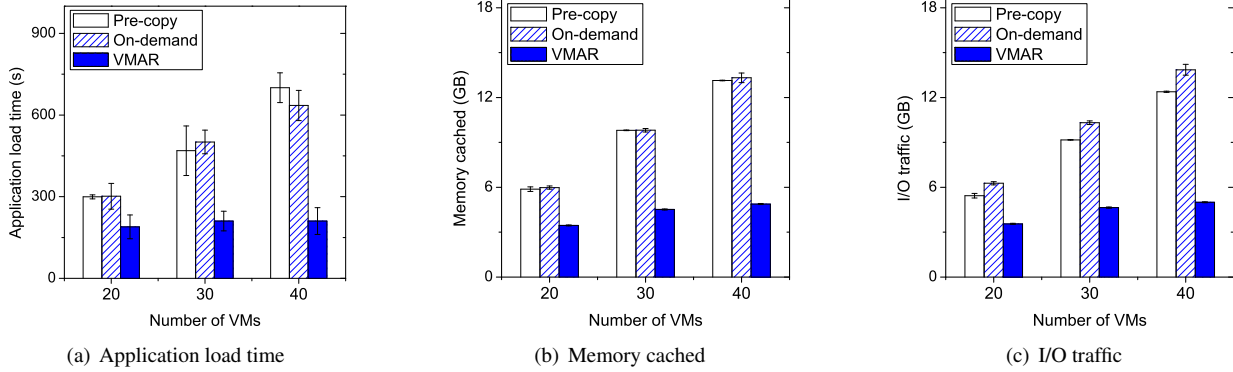 900
600
300
0
Application load time (s)
Pre-copy
On-demand
VMAR
20
30
40
Number of VMs
(a) Application load time
18
12
6
0
Memory cached (GB)
Pre-copy
On-demand
VMAR
20
30
40
Number of VMs
(b) Memory cached
18
12
6
0
I/O traffic (GB)
Pre-copy
On-demand
VMAR
20
30
40
Number of VMs
(c) I/O traffic